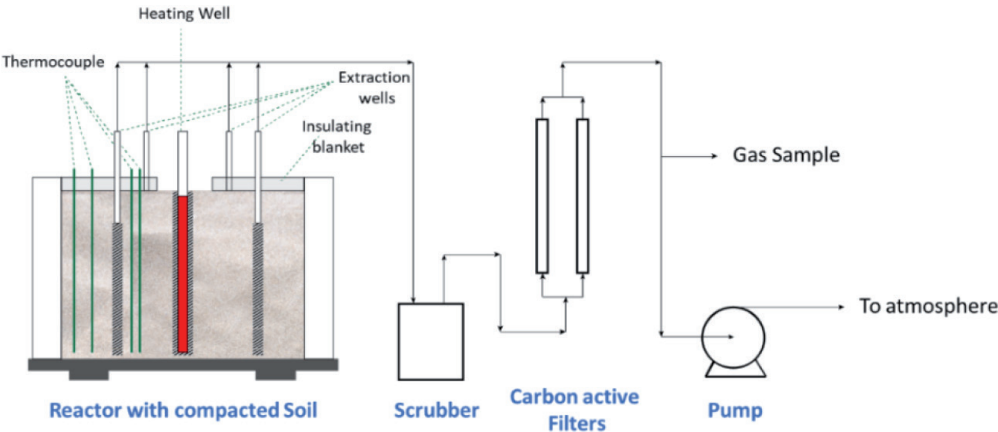 Heating Well
Thermocouple
Extraction
wells
Insulating
blanket
Gas Sample
To atmosphere
Reactor with compacted Soil
Scrubber
Carbon active
Filters
Pump